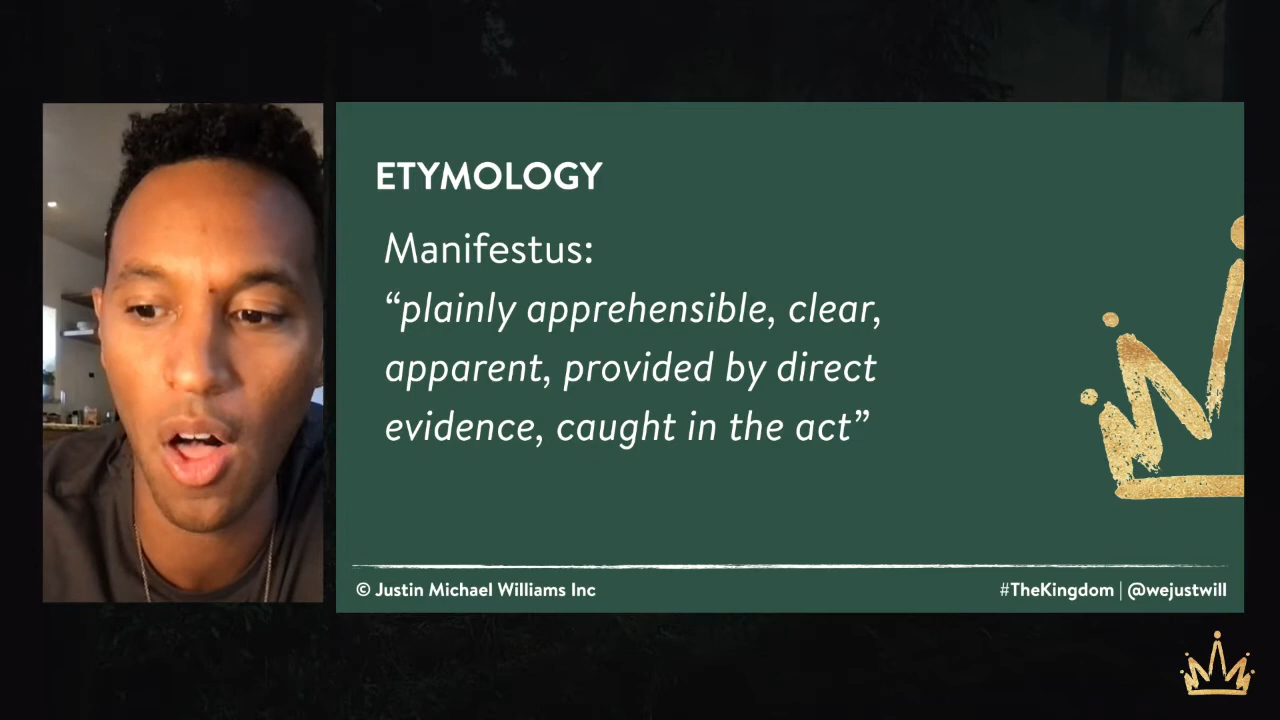 ETYMOLOGY
Manifestus:
“plainly apprehensible, clear,
apparent, provided by direct
evidence, caught in the act”
© Justin Michael Williams Inc
#TheKingdom | @wejustwill